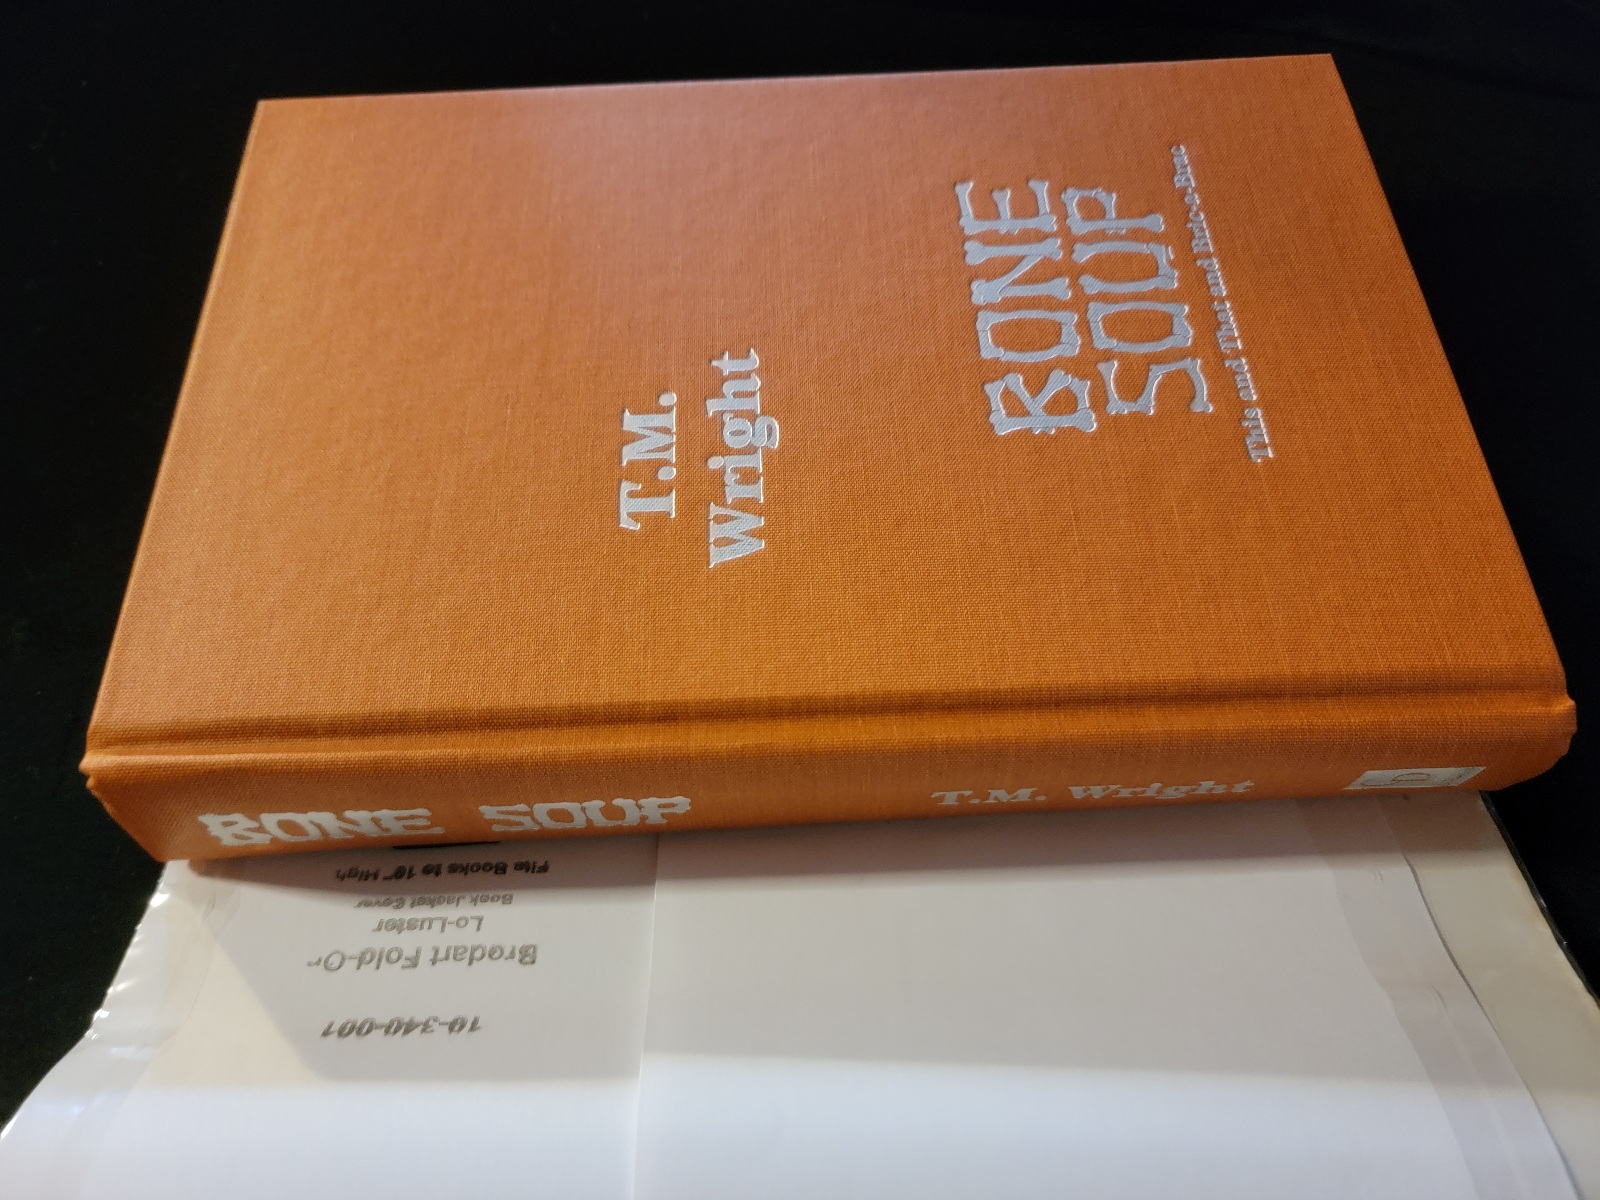 T.M.
Wright
BONE
SOUP
This and That and Bric-a-Brac
BONE SOUP
T.M. Wright
Fits Books to 10" High
Book Jacket Cover
Lo-Luster
Brodart Fold-On
10-340-001